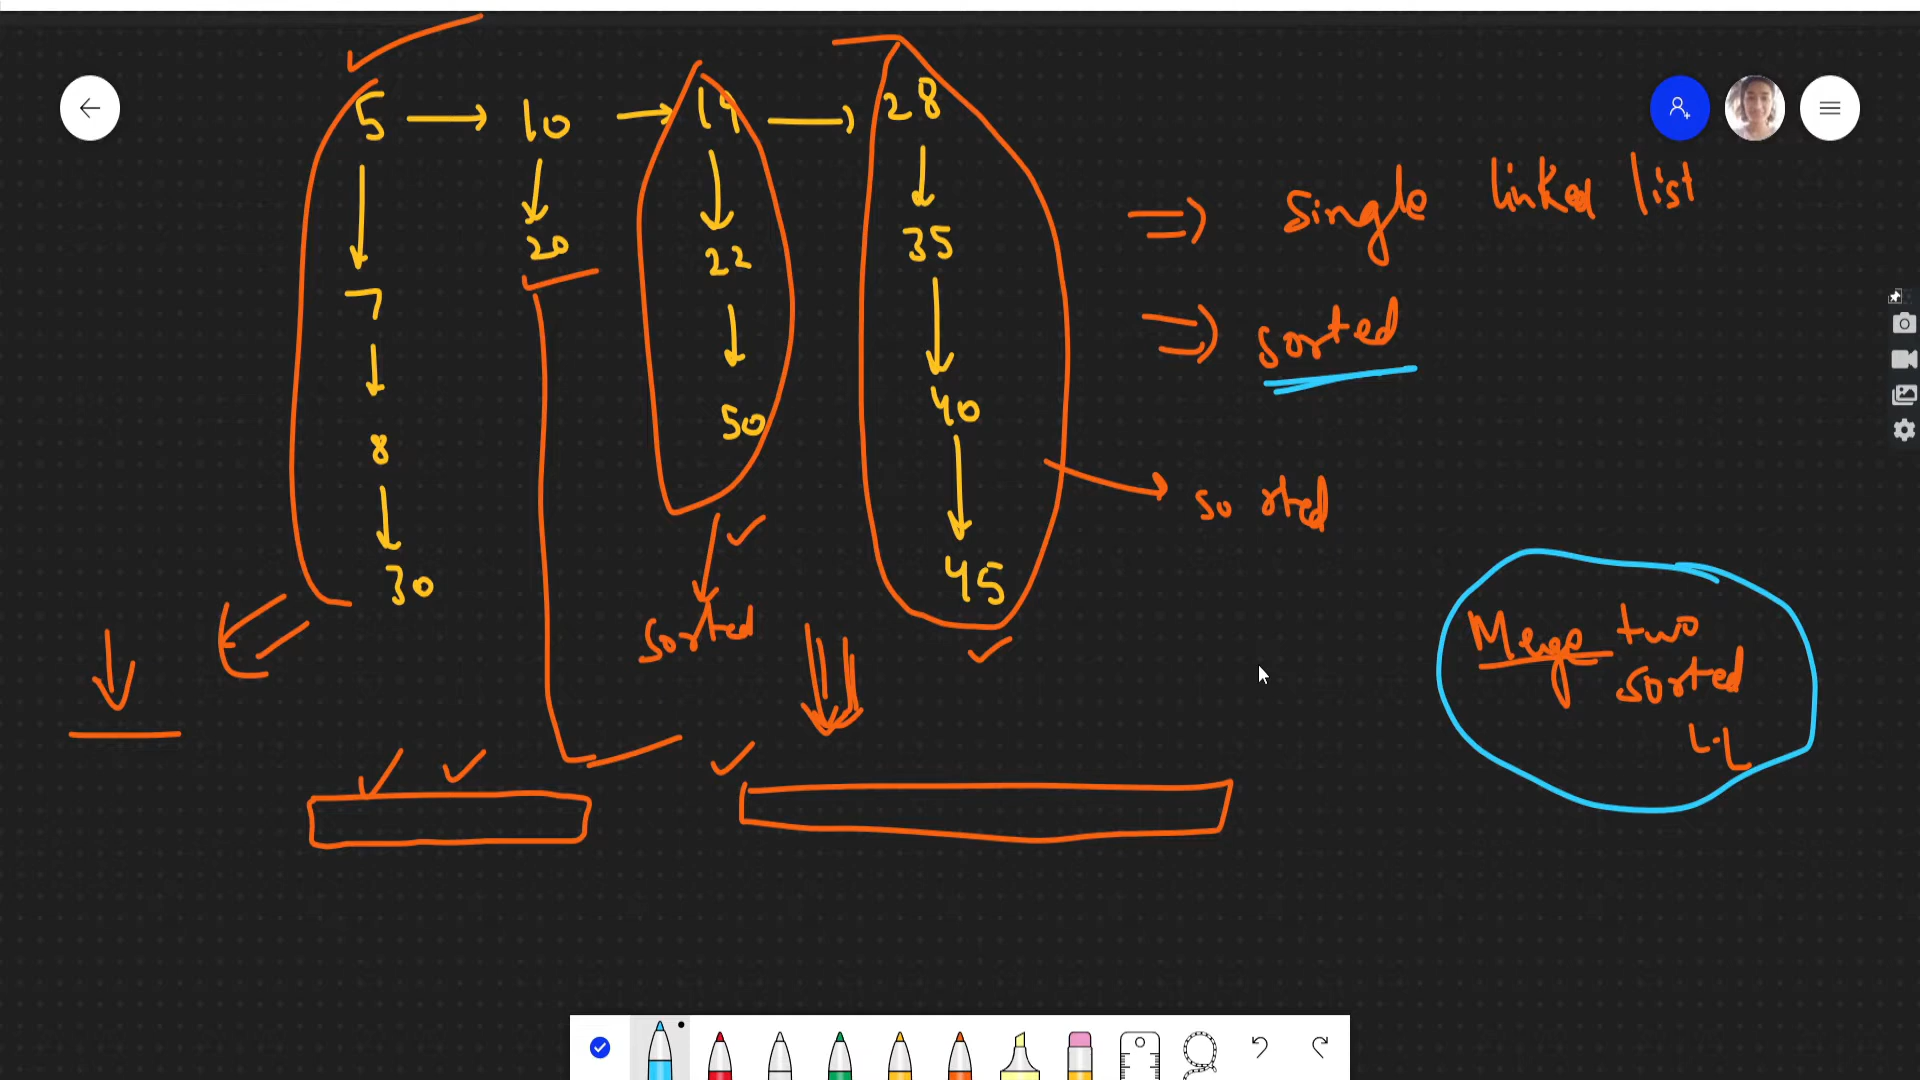 5 → 10 → 19 → 28
7 20 22 35
8 50 40
30 45
single linked list
sorted
sorted
sorted
Merge two
sorted
L.L